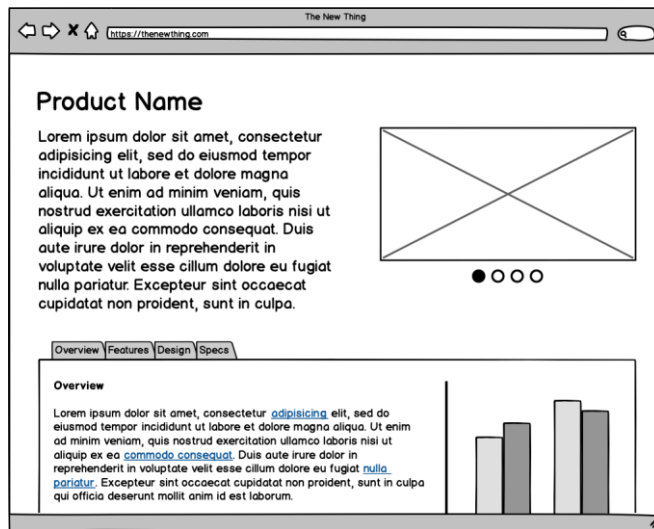 The New Thing
https://thenewthing.com
Product Name
Lorem ipsum dolor sit amet, consectetur
adipisicing elit, sed do eiusmod tempor
incididunt ut labore et dolore magna
aliqua. Ut enim ad minim veniam, quis
nostrud exercitation ullamco laboris nisi ut
aliquip ex ea commodo consequat. Duis
aute irure dolor in reprehenderit in
voluptate velit esse cillum dolore eu fugiat
nulla pariatur. Excepteur sint occaecat
cupidatat non proident, sunt in culpa.
Overview Features Design Specs
Overview
Lorem ipsum dolor sit amet, consectetur adipisicing elit, sed do
eiusmod tempor incididunt ut labore et dolore magna aliqua. Ut enim
ad minim veniam, quis nostrud exercitation ullamco laboris nisi ut
aliquip ex ea commodo consequat. Duis aute irure dolor in
reprehenderit in voluptate velit esse cillum dolore eu fugiat nulla
pariatur. Excepteur sint occaecat cupidatat non proident, sunt in culpa
qui officia deserunt mollit anim id est laborum.